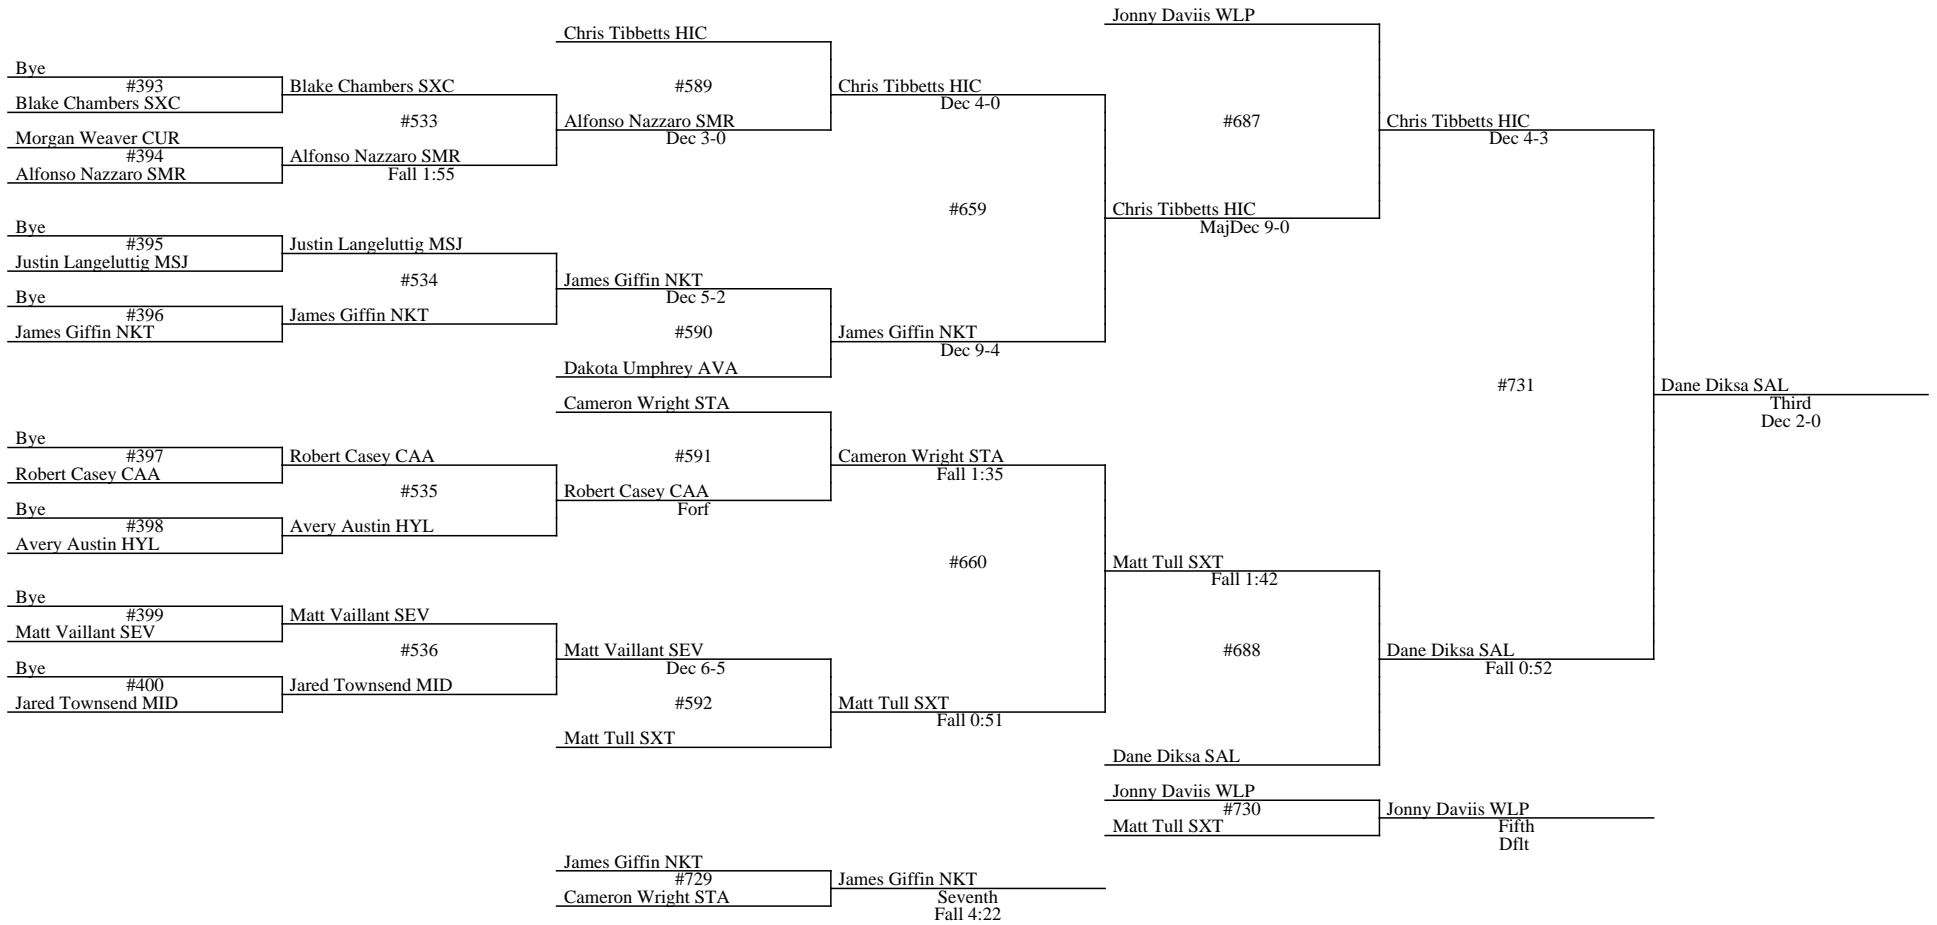 Jonny Daviis WLP
Chris Tibbetts HIC
Bye
#393
Blake Chambers SXC
#589
Chris Tibbetts HIC
Blake Chambers SXC
Dec 4-0
#533
Alfonso Nazzaro SMR
#687
Chris Tibbetts HIC
Morgan Weaver CUR
Dec 3-0
Dec 4-3
#394
Alfonso Nazzaro SMR
Alfonso Nazzaro SMR
Fall 1:55
#659
Chris Tibbetts HIC
Bye
MajDec 9-0
#395
Justin Langeluttig MSJ
Justin Langeluttig MSJ
#534
James Giffin NKT
Bye
Dec 5-2
#396
James Giffin NKT
James Giffin NKT
#590
James Giffin NKT
Dec 9-4
Dakota Umphrey AVA
#731
Dane Diksa SAL
Cameron Wright STA
Third
Dec 2-0
Bye
#397
Robert Casey CAA
#591
Cameron Wright STA
Robert Casey CAA
Fall 1:35
#535
Robert Casey CAA
Bye
Forf
#398
Avery Austin HYL
Avery Austin HYL
#660
Matt Tull SXT
Fall 1:42
Bye
#399
Matt Vaillant SEV
Matt Vaillant SEV
#536
Matt Vaillant SEV
#688
Dane Diksa SAL
Bye
Dec 6-5
Fall 0:52
#400
Jared Townsend MID
Jared Townsend MID
#592
Matt Tull SXT
Fall 0:51
Matt Tull SXT
Dane Diksa SAL
Jonny Daviis WLP
#730
Jonny Daviis WLP
Matt Tull SXT
Fifth
Dflt
James Giffin NKT
#729
James Giffin NKT
Cameron Wright STA
Seventh
Fall 4:22